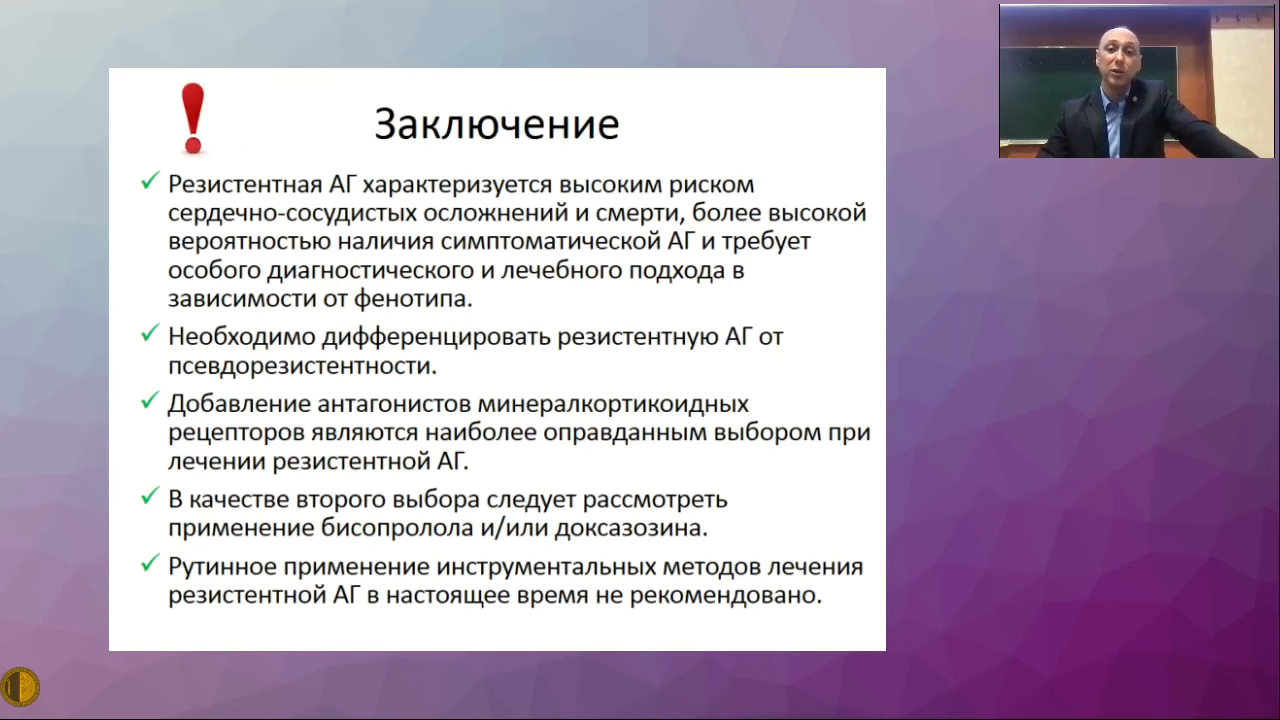 Заключение
Резистентная АГ характеризуется высоким риском
сердечно-сосудистых осложнений и смерти, более высокой
вероятностью наличия симптоматической АГ и требует
особого диагностического и лечебного подхода в
зависимости от фенотипа.
Необходимо дифференцировать резистентную АГ от
псевдорезистентности.
Добавление антагонистов минералкортикоидных
рецепторов являются наиболее оправданным выбором при
лечении резистентной АГ.
В качестве второго выбора следует рассмотреть
применение бисопролола и/или доксазозина.
Рутинное применение инструментальных методов лечения
резистентной АГ в настоящее время не рекомендовано.